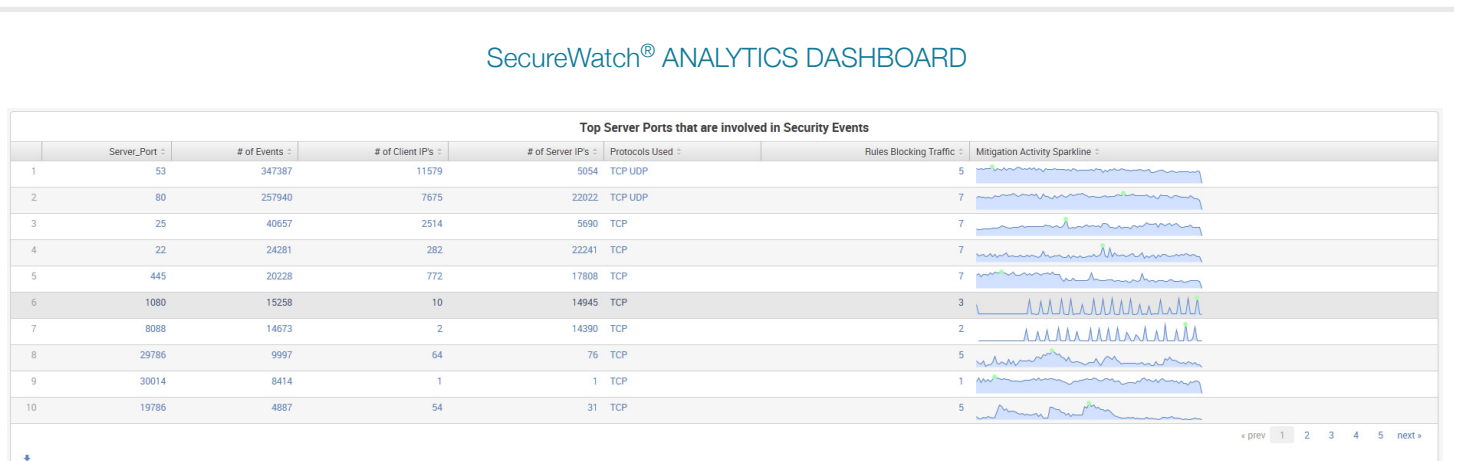 SecureWatch® ANALYTICS DASHBOARD
Top Server Ports that are involved in Security Events
Server_Port # of Events # of Client IP's # of Server IP's Protocols Used Rules Blocking Traffic Mitigation Activity Sparkline
1 53 347387 11579 5054 TCP UDP 5
2 80 257940 7675 22022 TCP UDP 7
3 25 40657 2514 5690 TCP 7
4 22 24281 282 22241 TCP 7
5 445 20228 772 17808 TCP 7
6 1080 15258 10 14945 TCP 3
7 8088 14673 2 14390 TCP 2
8 29786 9997 64 76 TCP 5
9 30014 8414 1 1 TCP 1
10 19786 4887 54 31 TCP 5
« prev 1 2 3 4 5 next »